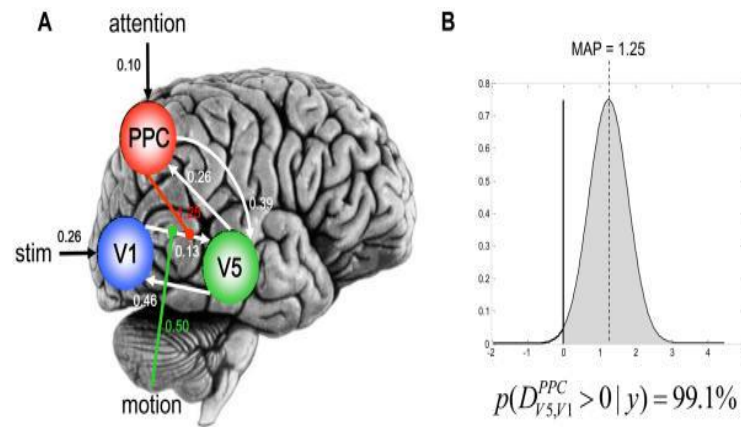 A
attention
0.10
PPC
0.26
0.39
1.25
0.26
stim
V1
0.13
V5
0.46
0.50
motion
B
MAP = 1.25
0.8
0.7
0.6
0.5
0.4
0.3
0.2
0.1
0
-2 -1 0 1 2 3 4
p(D^{PPC}_{V5,V1} > 0 | y) = 99.1%